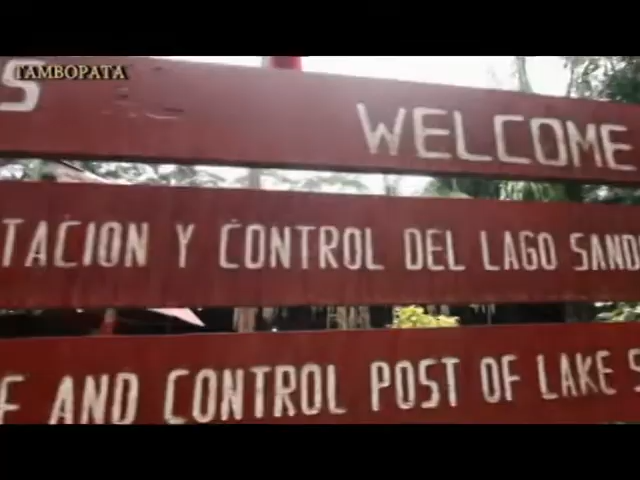 TAMBOPATA
S WELCOME
TACION Y CONTROL DEL LAGO SAND
E AND CONTROL POST OF LAKE S